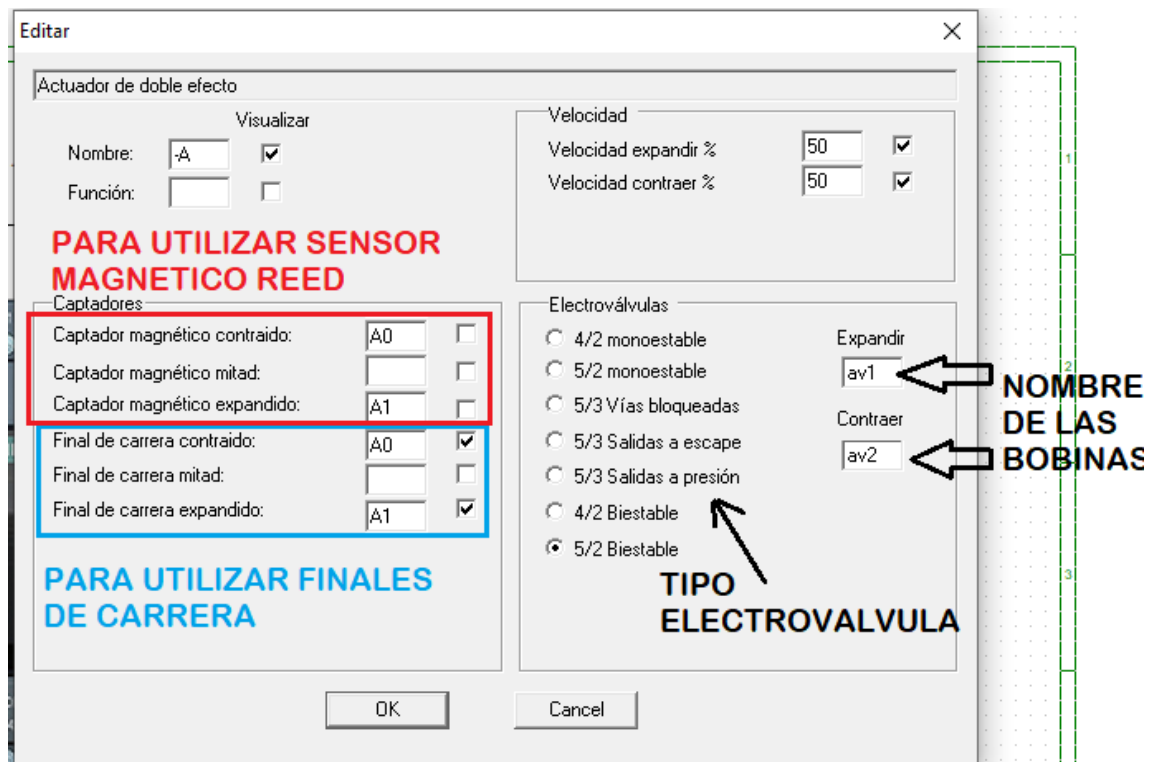 Editar
Actuador de doble efecto
Visualizar
Nombre: -A
Función:
Velocidad
Velocidad expandir % 50
Velocidad contraer % 50
1
PARA UTILIZAR SENSOR
MAGNETICO REED
Captadores
Captador magnético contraido: A0
Captador magnético mitad:
Captador magnético expandido: A1
Final de carrera contraido: A0
Final de carrera mitad:
Final de carrera expandido: A1
PARA UTILIZAR FINALES
DE CARRERA
Electroválvulas
4/2 monoestable
5/2 monoestable
5/3 Vías bloqueadas
5/3 Salidas a escape
5/3 Salidas a presión
4/2 Biestable
5/2 Biestable
Expandir
av1
Contraer
av2
2
NOMBRE
DE LAS
BOBINAS
TIPO
ELECTROVALVULA
3
OK
Cancel